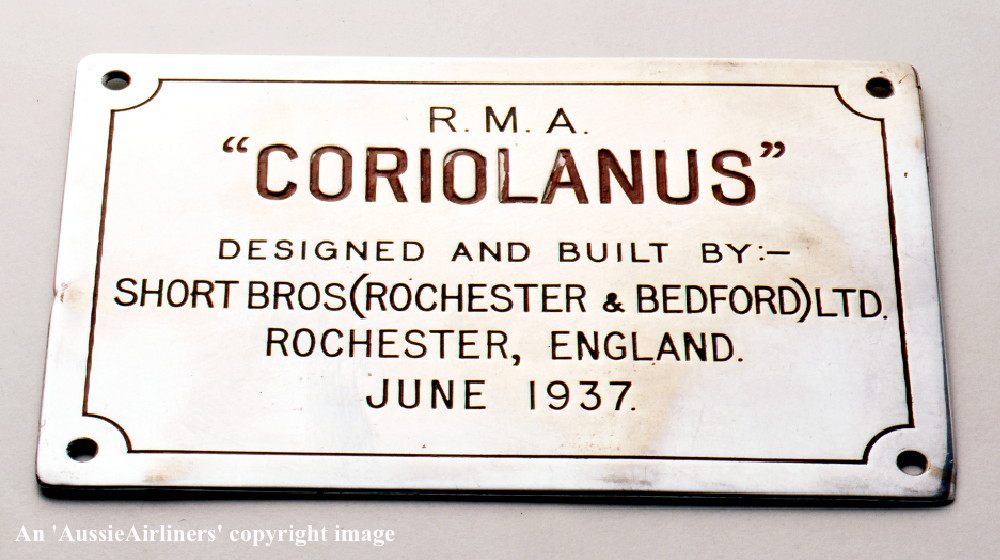 R.M.A.
“CORIOLANUS”
DESIGNED AND BUILT BY:–
SHORT BROS(ROCHESTER & BEDFORD)LTD.
ROCHESTER, ENGLAND.
JUNE 1937.
An 'AussieAirliners' copyright image